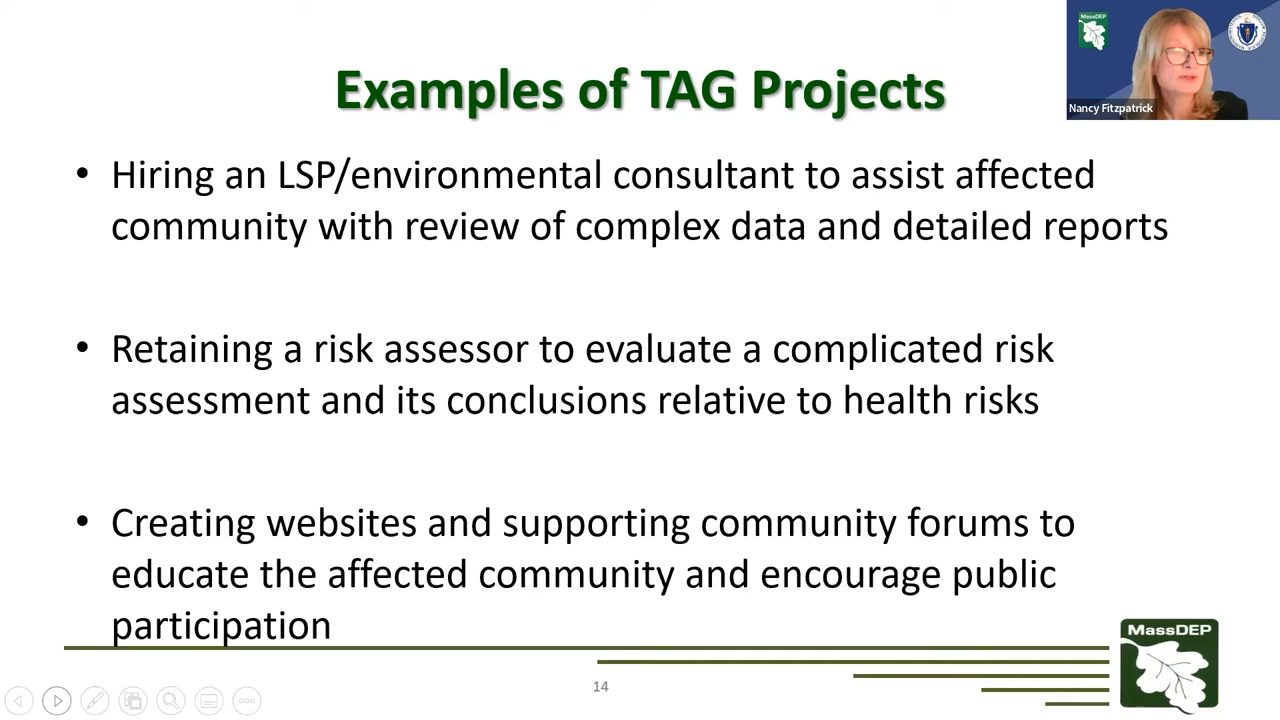 MassDEP
Nancy Fitzpatrick
Examples of TAG Projects
• Hiring an LSP/environmental consultant to assist affected
community with review of complex data and detailed reports
• Retaining a risk assessor to evaluate a complicated risk
assessment and its conclusions relative to health risks
• Creating websites and supporting community forums to
educate the affected community and encourage public
participation
MassDEP
14